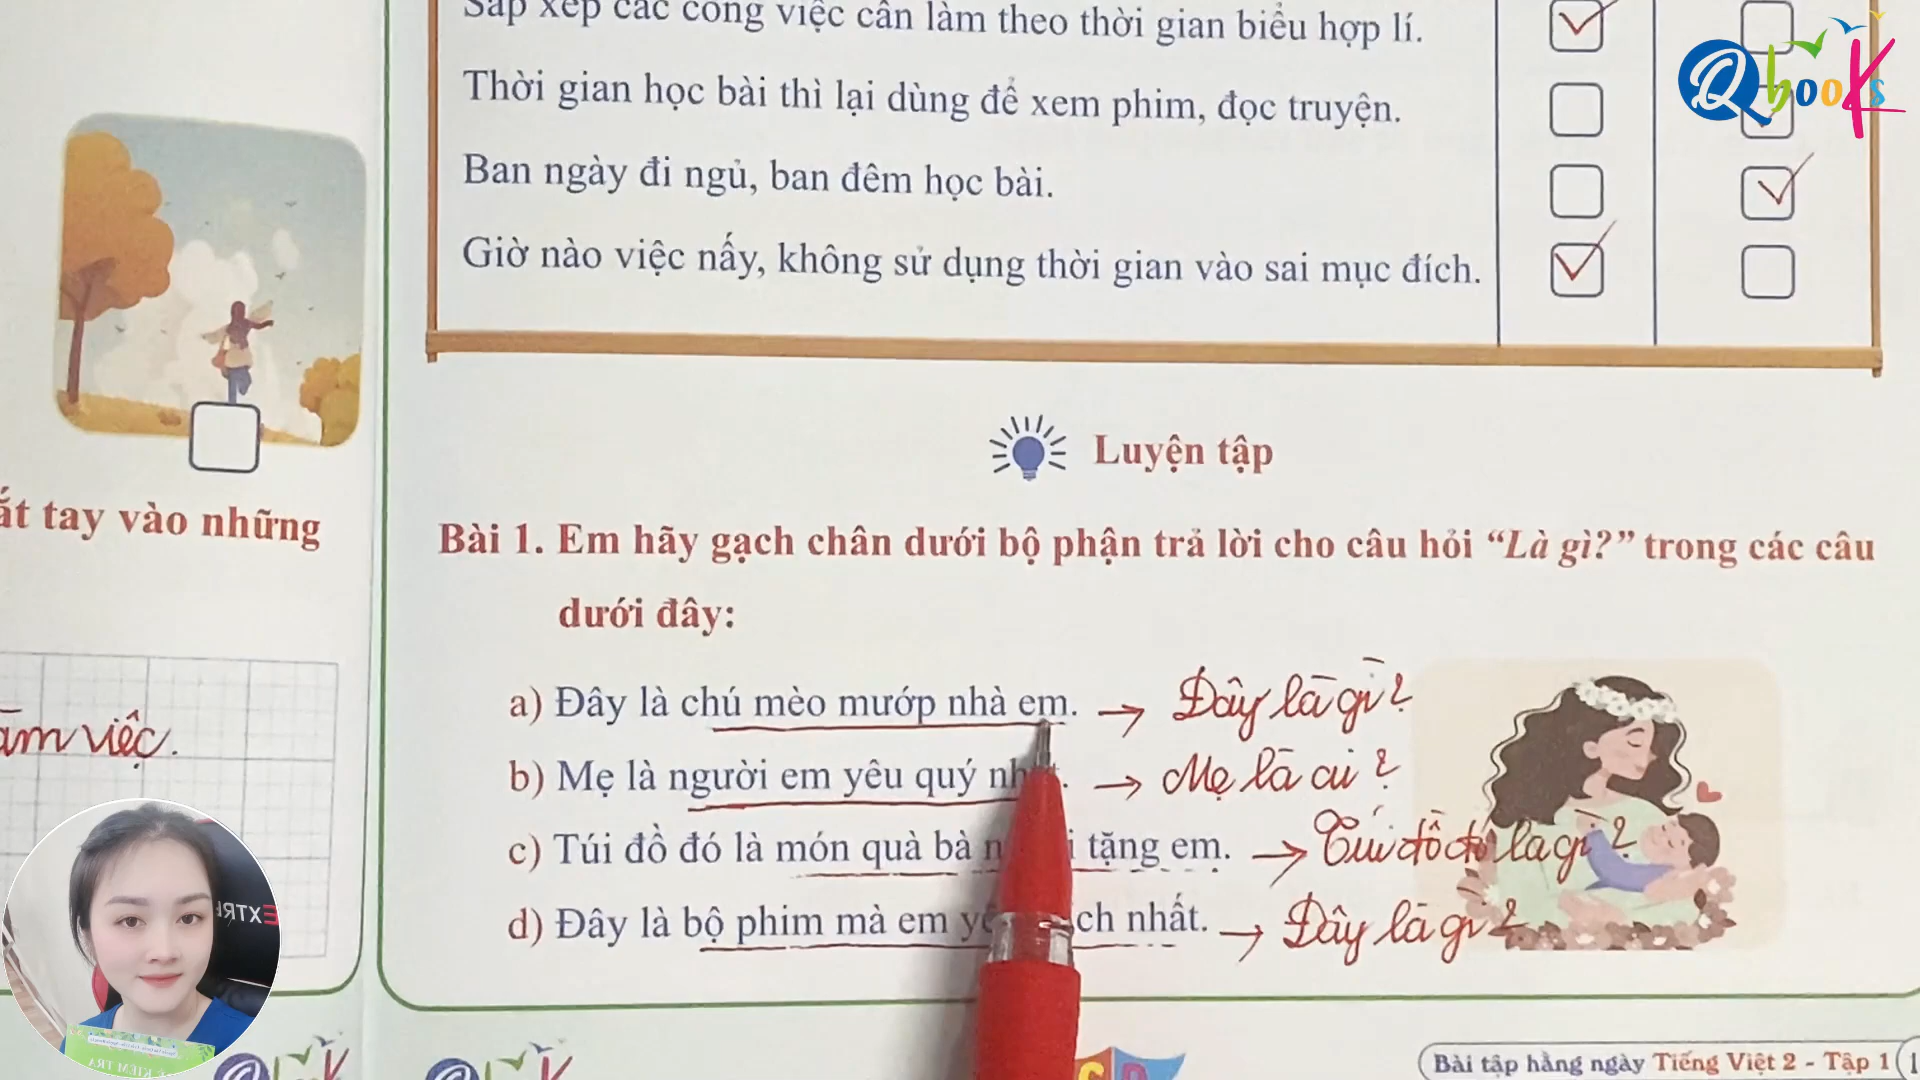 Sắp xếp các công việc cần làm theo thời gian biểu hợp lí.
Thời gian học bài thì lại dùng để xem phim, đọc truyện.
Ban ngày đi ngủ, ban đêm học bài.
Giờ nào việc nấy, không sử dụng thời gian vào sai mục đích.
Qbooks
ắt tay vào những
àm việc.
Luyện tập
Bài 1. Em hãy gạch chân dưới bộ phận trả lời cho câu hỏi “Là gì?” trong các câu
dưới đây:
a) Đây là chú mèo mướp nhà em. → Đây là gì?
b) Mẹ là người em yêu quý → Mẹ là ai?
c) Túi đồ đó là món quà bà tặng em. → Túi đồ đó là gì?
d) Đây là bộ phim mà em nhất. → Đây là gì?
Bài tập hằng ngày Tiếng Việt 2 - Tập 1